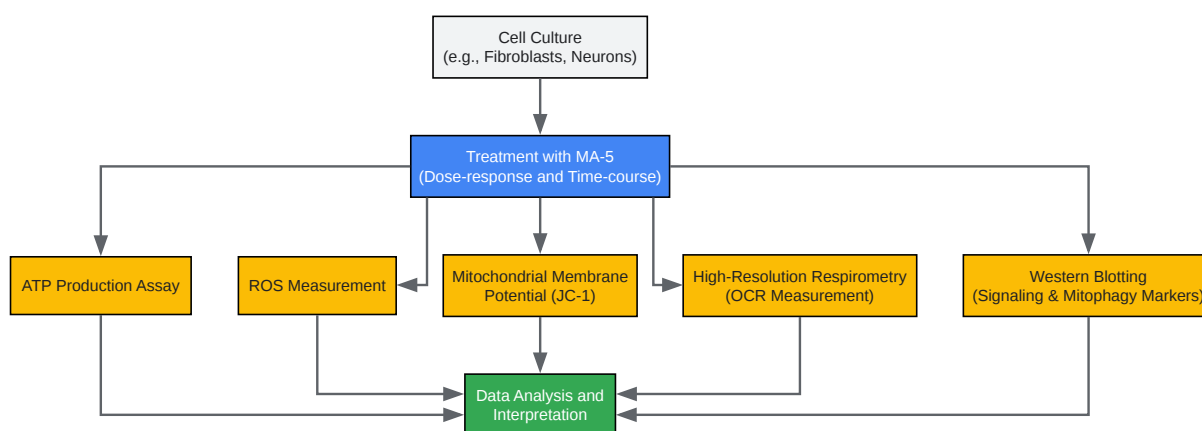 Cell Culture
(e.g., Fibroblasts, Neurons)
Treatment with MA-5
(Dose-response and Time-course)
ATP Production Assay
ROS Measurement
Mitochondrial Membrane
Potential (JC-1)
High-Resolution Respirometry
(OCR Measurement)
Western Blotting
(Signaling & Mitophagy Markers)
Data Analysis and
Interpretation